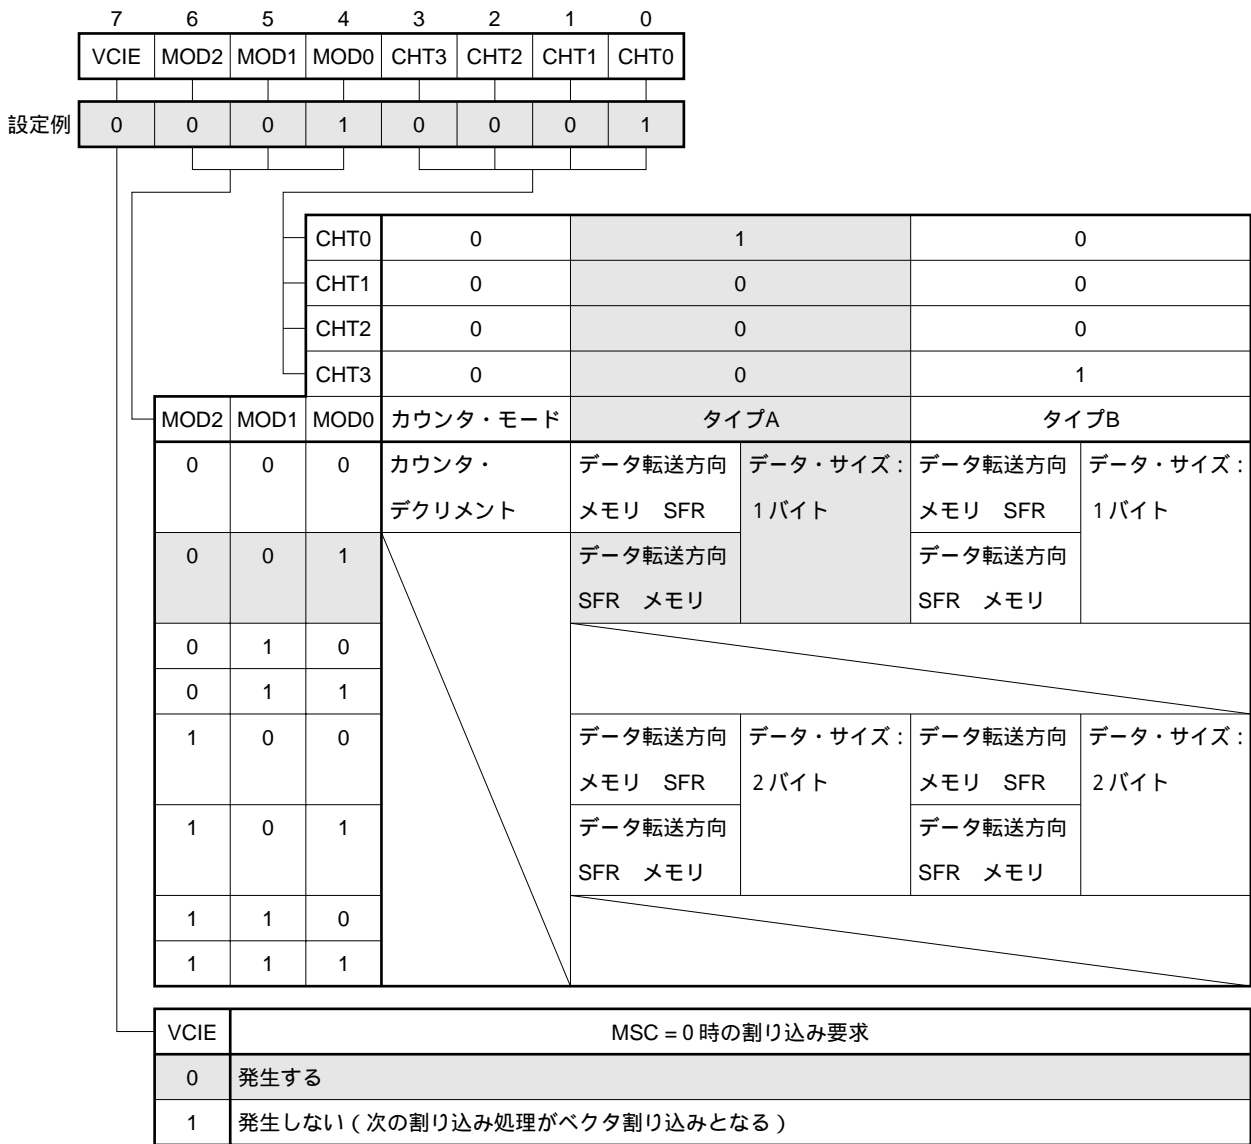 7 6 5 4 3 2 1 0
VCIE MOD2 MOD1 MOD0 CHT3 CHT2 CHT1 CHT0
設定例 0 0 0 1 0 0 0 1
CHT0 0 1 0
CHT1 0 0 0
CHT2 0 0 0
CHT3 0 0 1
MOD2 MOD1 MOD0 カウンタ・モード タイプA タイプB
0 0 0 カウンタ・ データ転送方向 データ・サイズ： データ転送方向 データ・サイズ：
デクリメント メモリ SFR 1バイト メモリ SFR 1バイト
0 0 1 データ転送方向 データ転送方向
SFR メモリ SFR メモリ
0 1 0
0 1 1
1 0 0 データ転送方向 データ・サイズ： データ転送方向 データ・サイズ：
メモリ SFR 2バイト メモリ SFR 2バイト
1 0 1 データ転送方向 データ転送方向
SFR メモリ SFR メモリ
1 1 0
1 1 1
VCIE MSC = 0 時の割り込み要求
0 発生する
1 発生しない（次の割り込み処理がベクタ割り込みとなる）